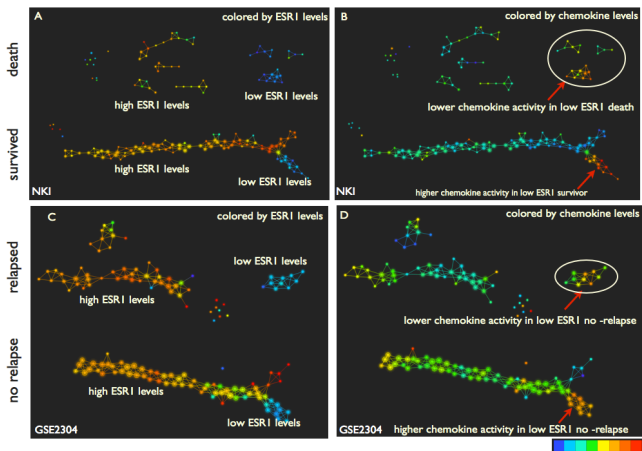 death
survived
relapsed
no relapse
A
colored by ESR1 levels
high ESR1 levels
low ESR1 levels
high ESR1 levels
low ESR1 levels
NKI
B
colored by chemokine levels
lower chemokine activity in low ESR1 death
higher chemokine activity in low ESR1 survivor
NKI
C
colored by ESR1 levels
low ESR1 levels
high ESR1 levels
high ESR1 levels
low ESR1 levels
GSE2304
D
colored by chemokine levels
lower chemokine activity in low ESR1 no -relapse
higher chemokine activity in low ESR1 no -relapse
GSE2304